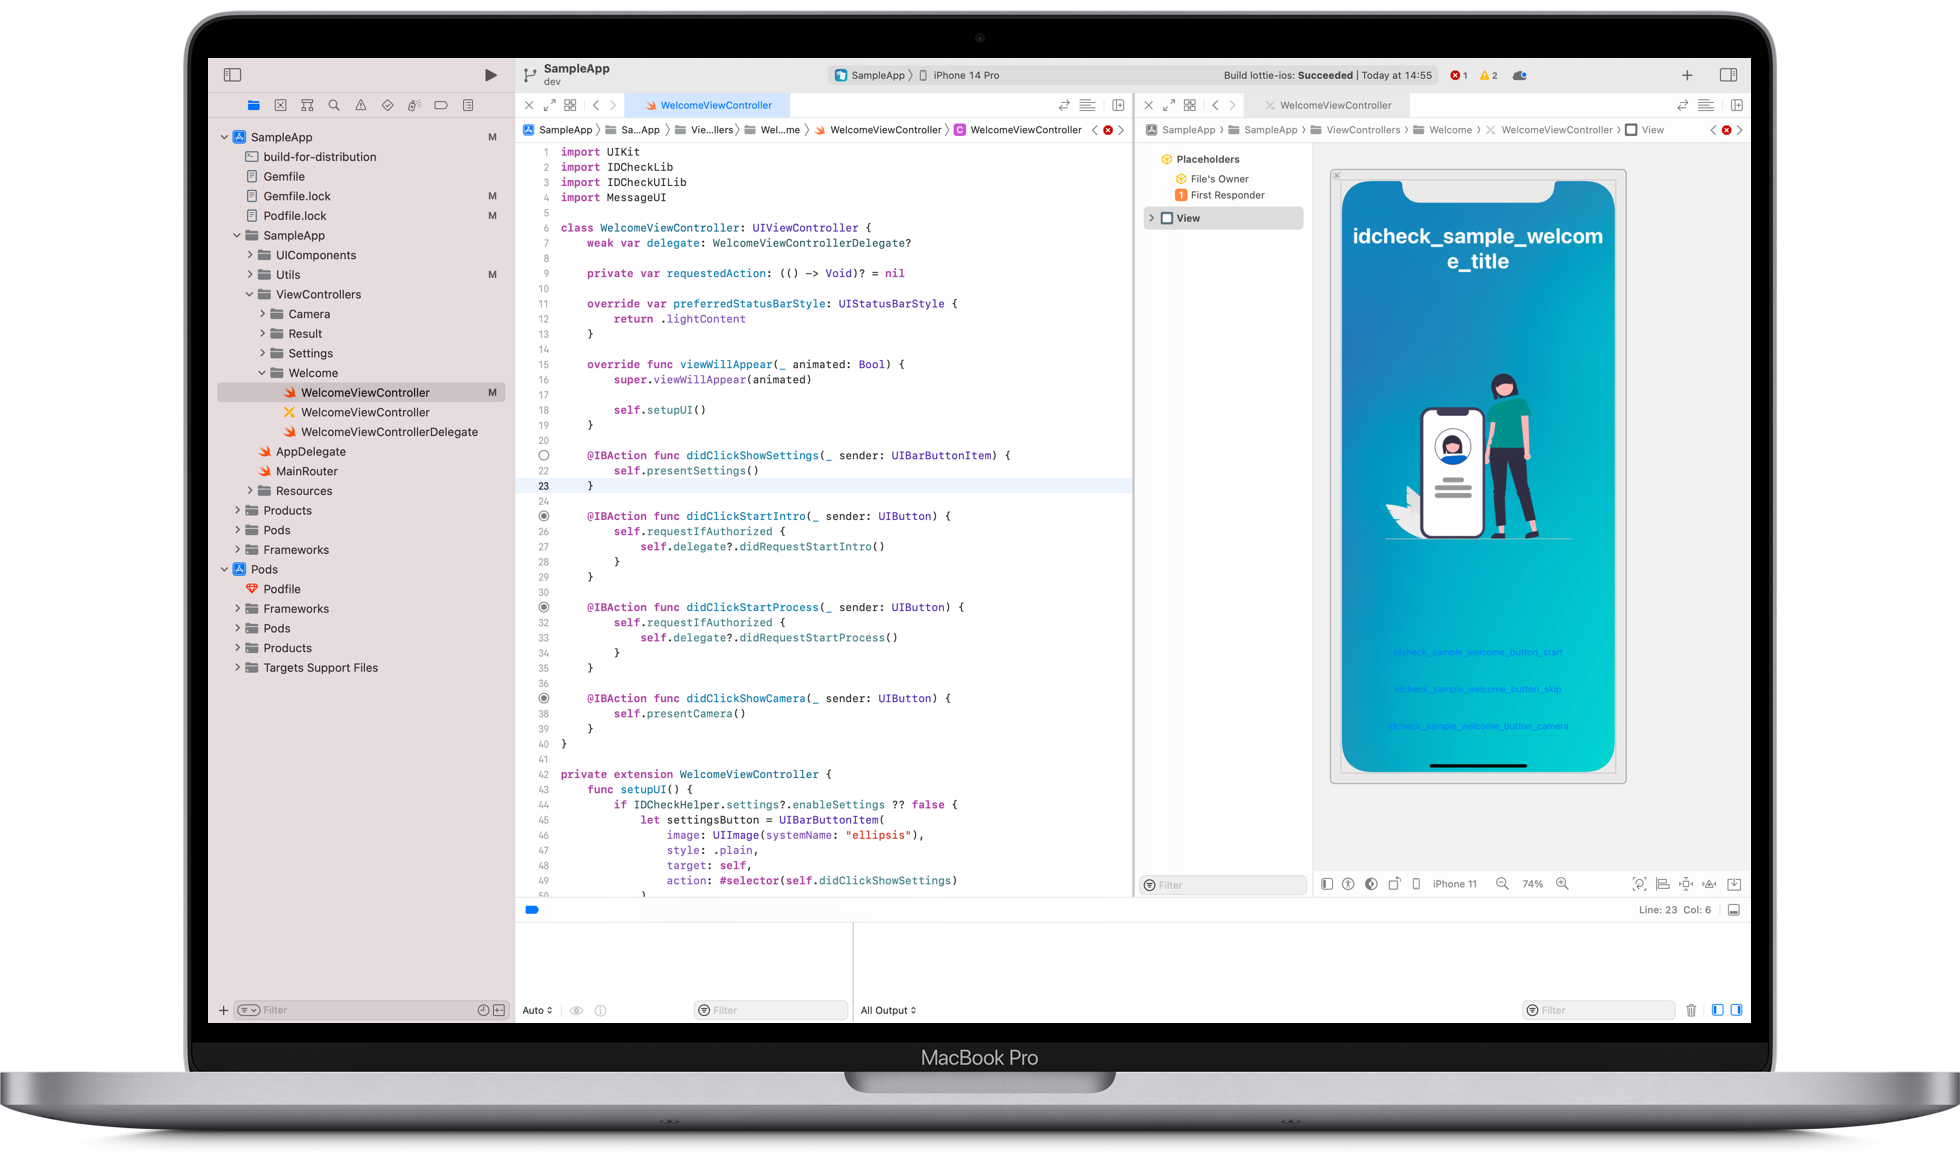 SampleApp
dev
SampleApp 〉 iPhone 14 Pro
Build lottie-ios: Succeeded | Today at 14:55
1
2
SampleApp M
build-for-distribution
Gemfile
Gemfile.lock M
Podfile.lock M
SampleApp
UIComponents
Utils M
ViewControllers
Camera
Result
Settings
Welcome
WelcomeViewController M
WelcomeViewController
WelcomeViewControllerDelegate
AppDelegate
MainRouter
Resources
Products
Pods
Frameworks
Pods
Podfile
Frameworks
Pods
Products
Targets Support Files
Filter
WelcomeViewController
SampleApp 〉 Sa...App 〉 Vie...llers 〉 Wel...me 〉 WelcomeViewController 〉 C WelcomeViewController
1 import UIKit
2 import IDCheckLib
3 import IDCheckUILib
4 import MessageUI
5
6 class WelcomeViewController: UIViewController {
7 weak var delegate: WelcomeViewControllerDelegate?
8
9 private var requestedAction: (() -> Void)? = nil
10
11 override var preferredStatusBarStyle: UIStatusBarStyle {
12 return .lightContent
13 }
14
15 override func viewWillAppear(_ animated: Bool) {
16 super.viewWillAppear(animated)
17
18 self.setupUI()
19 }
20
@IBAction func didClickShowSettings(_ sender: UIBarButtonItem) {
22 self.presentSettings()
23 }
24
@IBAction func didClickStartIntro(_ sender: UIButton) {
26 self.requestIfAuthorized {
27 self.delegate?.didRequestStartIntro()
28 }
29 }
30
@IBAction func didClickStartProcess(_ sender: UIButton) {
32 self.requestIfAuthorized {
33 self.delegate?.didRequestStartProcess()
34 }
35 }
36
@IBAction func didClickShowCamera(_ sender: UIButton) {
38 self.presentCamera()
39 }
40 }
41
42 private extension WelcomeViewController {
43 func setupUI() {
44 if IDCheckHelper.settings?.enableSettings ?? false {
45 let settingsButton = UIBarButtonItem(
46 image: UIImage(systemName: "ellipsis"),
47 style: .plain,
48 target: self,
49 action: #selector(self.didClickShowSettings)
50 )
WelcomeViewController
SampleApp 〉 SampleApp 〉 ViewControllers 〉 Welcome 〉 WelcomeViewController 〉 View
Placeholders
File's Owner
1 First Responder
View
Filter
idcheck_sample_welcom
e_title
idcheck_sample_welcome_button_start
idcheck_sample_welcome_button_skip
idcheck_sample_welcome_button_camera
iPhone 11
74%
Line: 23 Col: 6
Auto
Filter
All Output
Filter
MacBook Pro